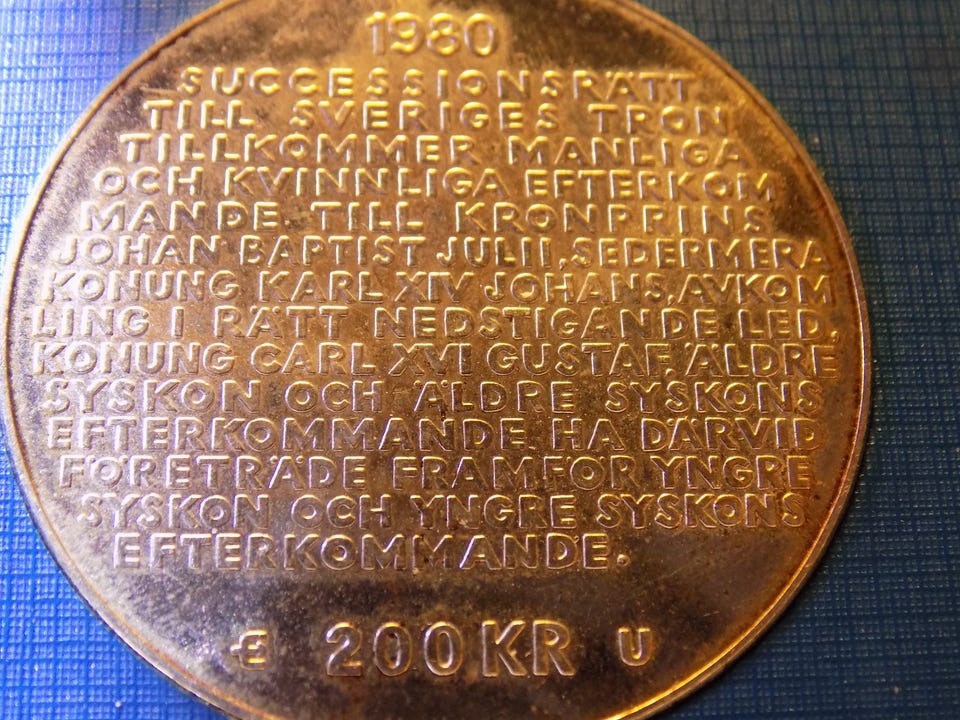 1980
SUCCESSIONSRÄTT
TILL SVERIGES TRON
TILLKOMMER MANLIGA
OCH KVINNLIGA EFTERKOM
MANDE TILL KRONPRINS
JOHAN BAPTIST JULII, SEDERMERA
KONUNG KARL XIV JOHANS, AVKOM
LING I RÄTT NEDSTIGANDE LED,
KONUNG CARL XVI GUSTAF. ÄLDRE
SYSKON OCH ÄLDRE SYSKONS
EFTERKOMMANDE HA DÄRVID
FÖRETRÄDE FRAMFÖR YNGRE
SYSKON OCH YNGRE SYSKONS
EFTERKOMMANDE.
200 KR U